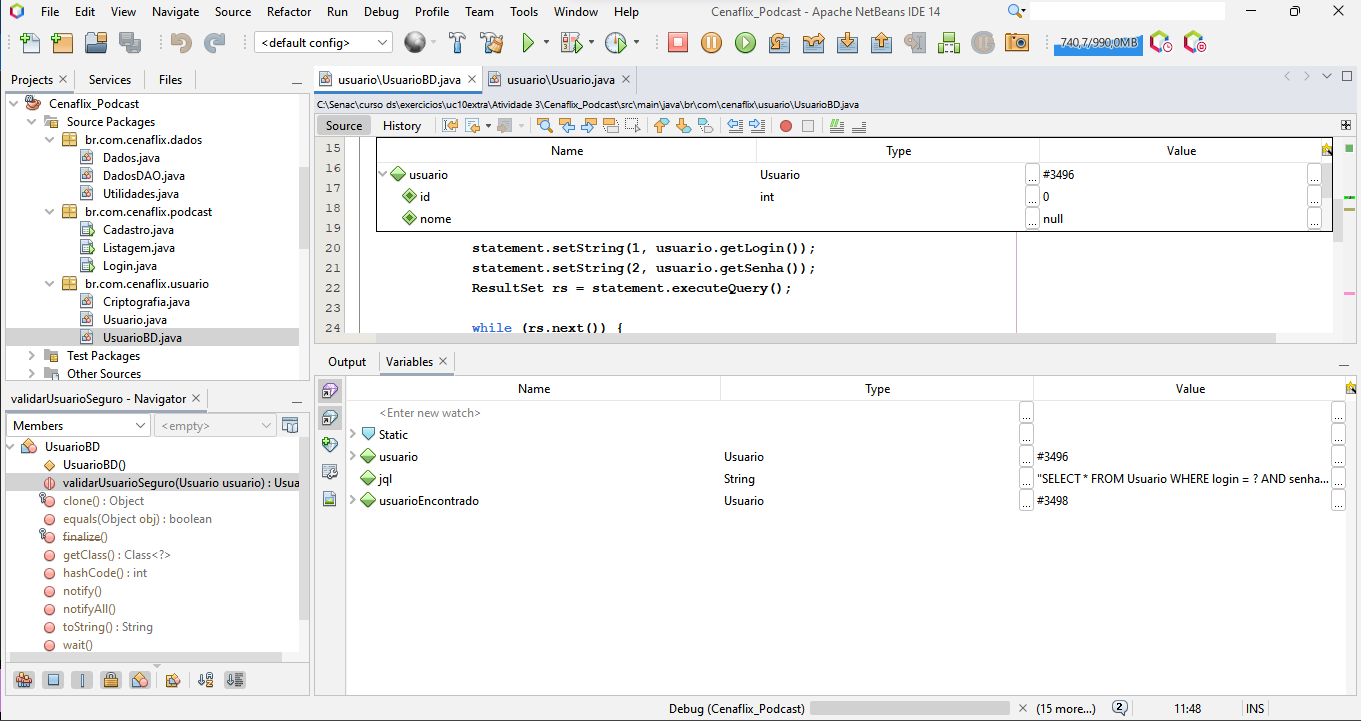 File Edit View Navigate Source Refactor Run Debug Profile Team Tools Window Help Cenaflix_Podcast - Apache NetBeans IDE 14
<default config> 740,7/990,0MB
Projects Services Files
Cenaflix_Podcast
Source Packages
br.com.cenaflix.dados
Dados.java
DadosDAO.java
Utilidades.java
br.com.cenaflix.podcast
Cadastro.java
Listagem.java
Login.java
br.com.cenaflix.usuario
Criptografia.java
Usuario.java
UsuarioBD.java
Test Packages
Other Sources
validarUsuarioSeguro - Navigator
Members <empty>
UsuarioBD
UsuarioBD()
validarUsuarioSeguro(Usuario usuario) : Usua
clone() : Object
equals(Object obj) : boolean
finalize()
getClass() : Class<?>
hashCode() : int
notify()
notifyAll()
toString() : String
wait()
usuario\UsuarioBD.java usuario\Usuario.java
C:\Senac\curso ds\exercicios\uc10extra\Atividade 3\Cenaflix_Podcast\src\main\java\br\com\cenaflix\usuario\UsuarioBD.java
Source History
15
16
17
18
19
Name Type Value
usuario Usuario ... #3496 ...
id int ... 0 ...
nome ... null ...
20 statement.setString(1, usuario.getLogin());
21 statement.setString(2, usuario.getSenha());
22 ResultSet rs = statement.executeQuery();
23
24 while (rs.next()) {
Output Variables
Name Type Value
<Enter new watch> ... ...
Static ... ...
usuario Usuario ... #3496 ...
jql String ... "SELECT * FROM Usuario WHERE login = ? AND senha... ...
usuarioEncontrado Usuario ... #3498 ...
Debug (Cenaflix_Podcast) (15 more...) 2 11:48 INS